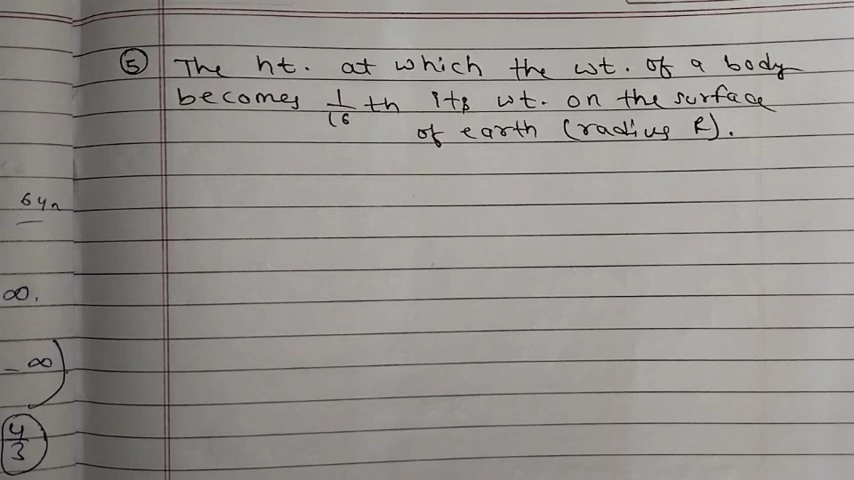 ⑤ The ht. at which the wt. of a body
becomes 1/16 th its wt. on the surface
of earth (radius R).
∞.
- ∞)
4/3